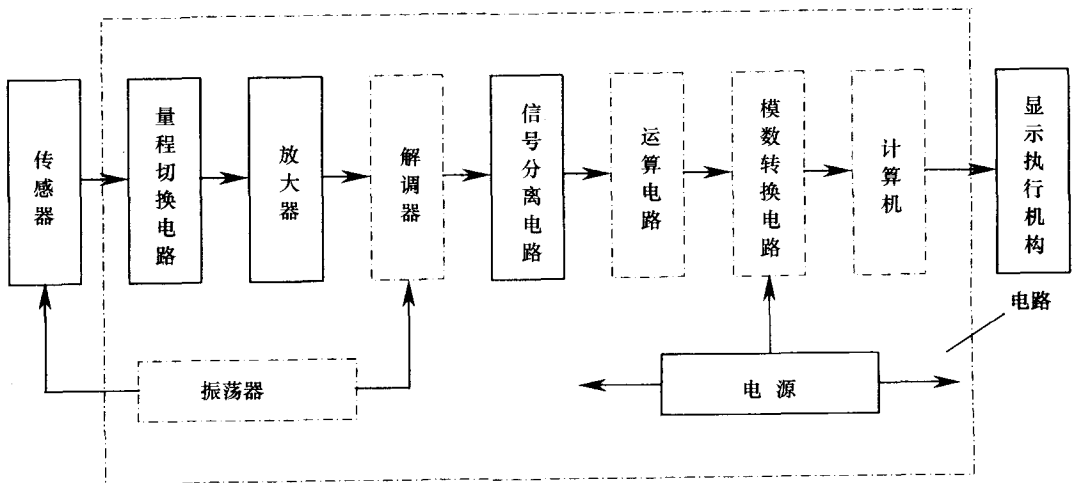 传感器
量程切换电路
放大器
解调器
信号分离电路
运算电路
模数转换电路
计算机
显示执行机构
电路
振荡器
电源